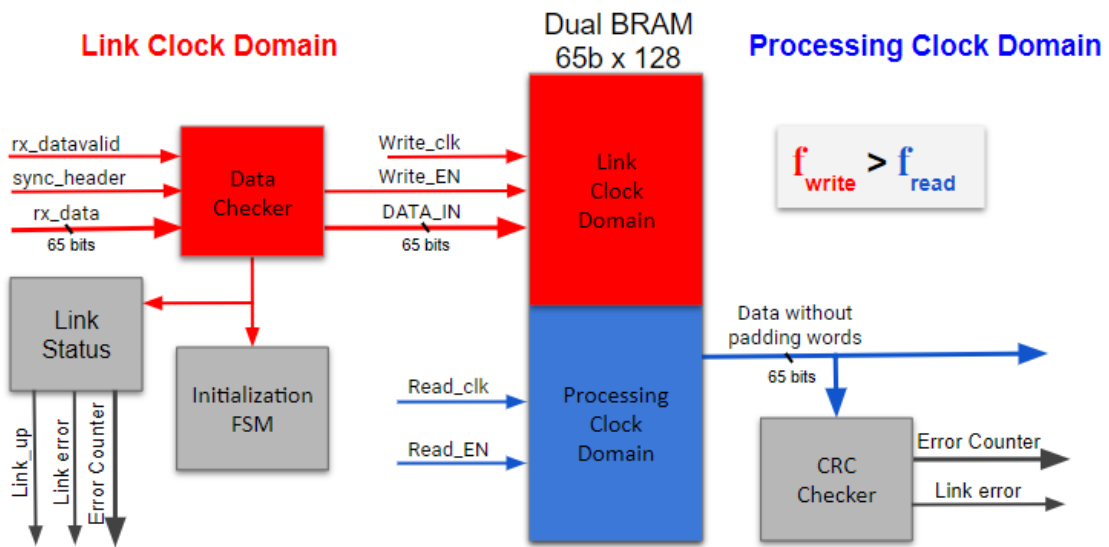 Link Clock Domain
Dual BRAM
65b x 128
Processing Clock Domain
rx_datavalid
sync_header
rx_data
65 bits
Data
Checker
Write_clk
Write_EN
DATA_IN
65 bits
Link
Clock
Domain
f write > f read
Link
Status
Initialization
FSM
Link_up
Link error
Error Counter
Read_clk
Read_EN
Processing
Clock
Domain
Data without
padding words
65 bits
CRC
Checker
Error Counter
Link error